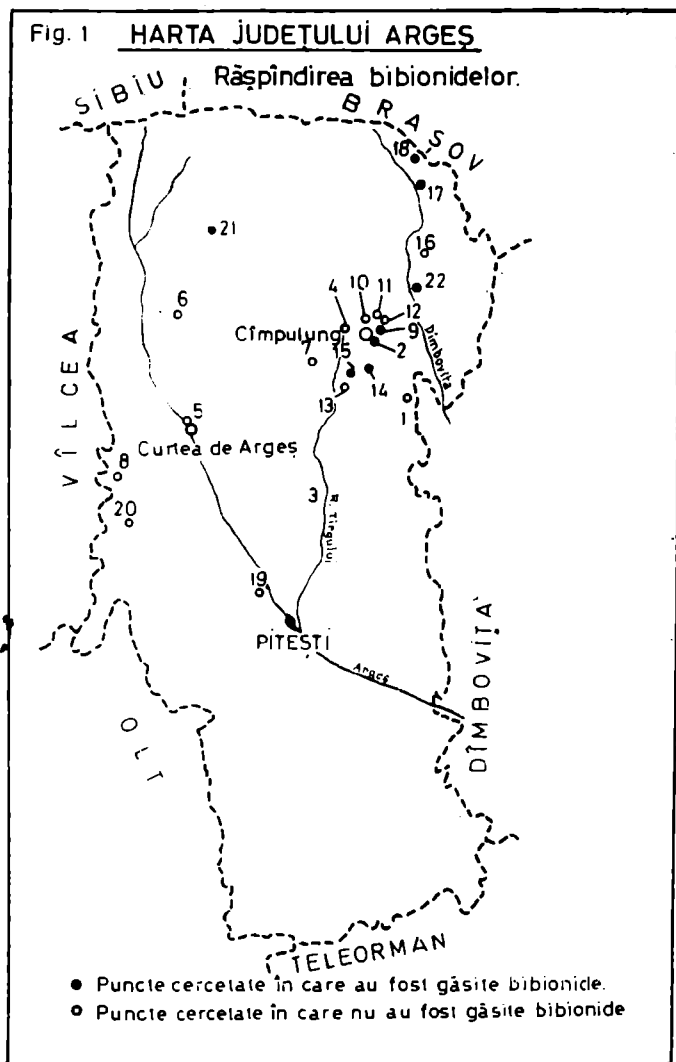 Fig. 1 HARTA JUDEȚULUI ARGEȘ
Răspîndirea bibionidelor.
SIBIU
BRAȘOV
18
17
21
16
22
6
4
10
11
12
9
Cîmpulung
2
7
15
14
Dîmbovița
13
1
5
Curtea de Argeș
VÎLCEA
8
3
R. Tîrgului
20
19
PITEȘTI
Argeș
DÎMBOVIȚA
OLT
TELEORMAN
● Puncte cercetate în care au fost găsite bibionide.
○ Puncte cercetate în care nu au fost găsite bibionide